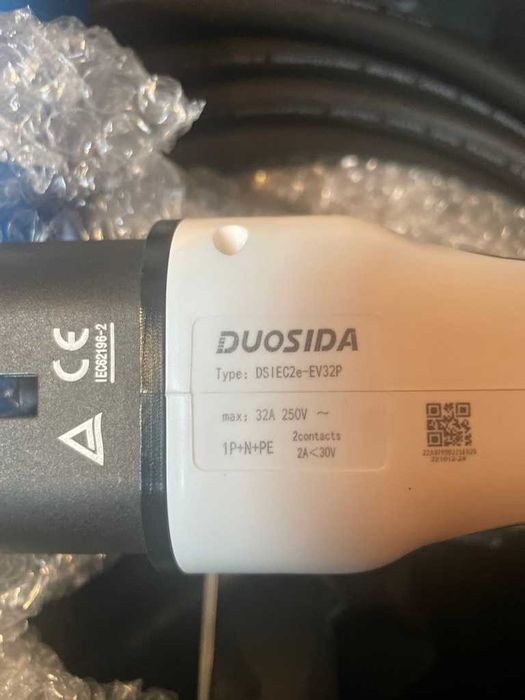 DUOSIDA
Type: DSIEC2e-EV32P
max: 32A 250V ~
1P+N+PE
2contacts
2A<30V
CE
IEC62196-2